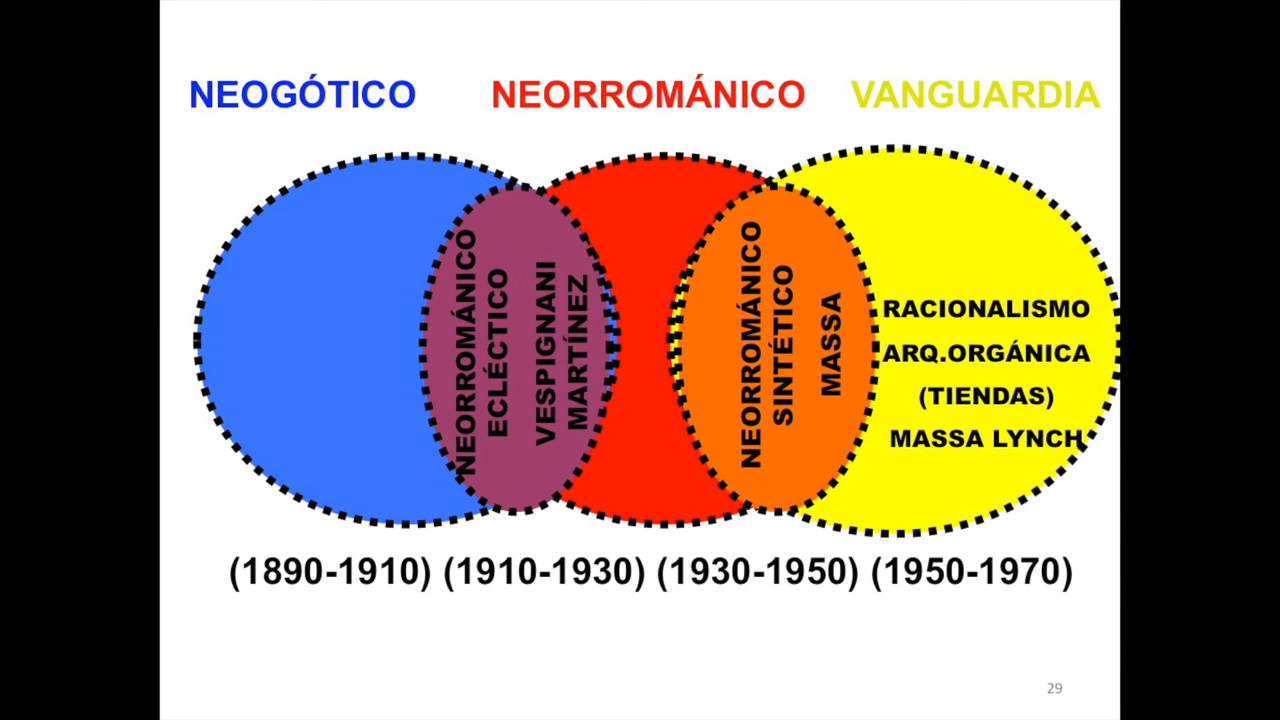 NEOGÓTICO NEORROMÁNICO VANGUARDIA
NEORROMÁNICO
ECLÉCTICO
VESPIGNANI
MARTÍNEZ
NEORROMÁNICO
SINTÉTICO
MASSA
RACIONALISMO
ARQ.ORGÁNICA
(TIENDAS)
MASSA LYNCH
(1890-1910) (1910-1930) (1930-1950) (1950-1970)
29